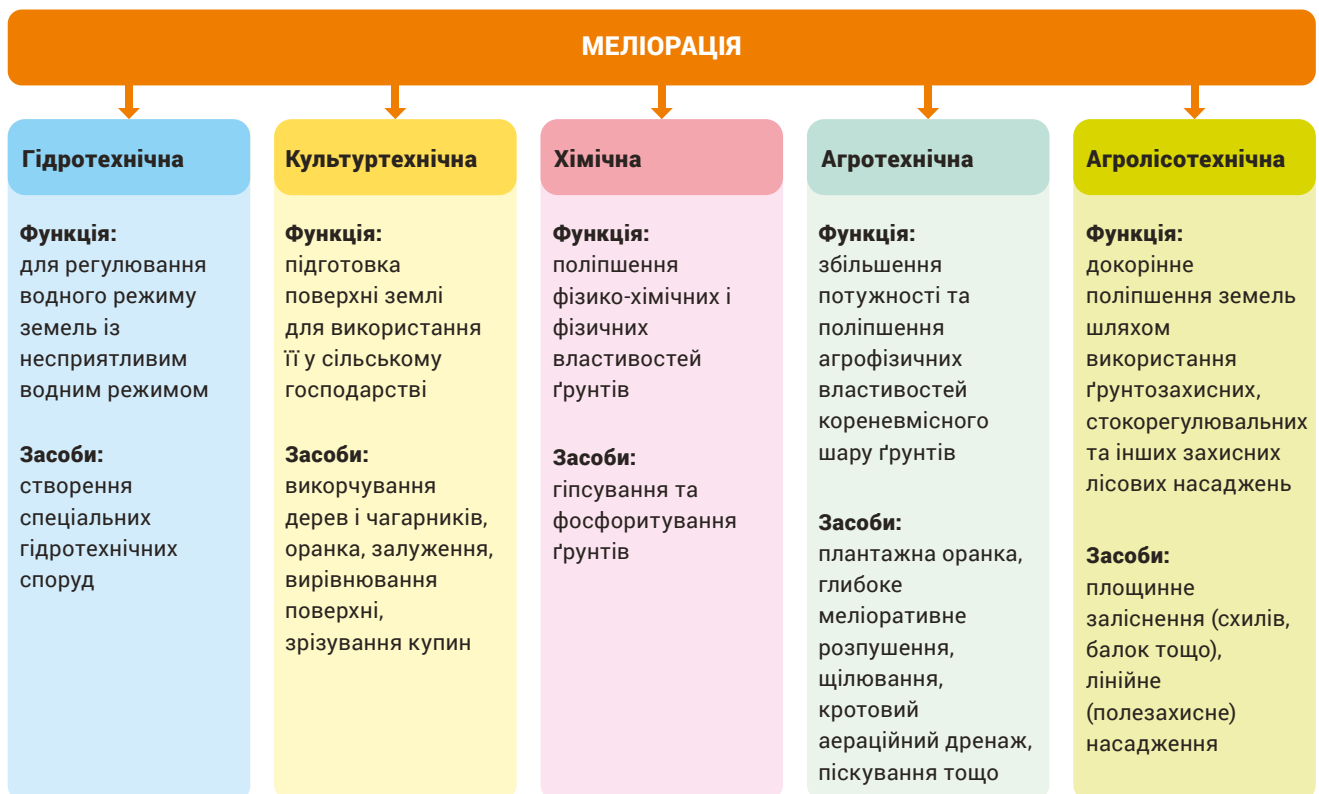 МЕЛІОРАЦІЯ
Гідротехнічна
Функція:
для регулювання
водного режиму
земель із
несприятливим
водним режимом
Засоби:
створення
спеціальних
гідротехнічних
споруд
Культуртехнічна
Функція:
підготовка
поверхні землі
для використання
її у сільському
господарстві
Засоби:
викорчування
дерев і чагарників,
оранка, залуження,
вирівнювання
поверхні,
зрізування купин
Хімічна
Функція:
поліпшення
фізико-хімічних і
фізичних
властивостей
ґрунтів
Засоби:
гіпсування та
фосфоритування
ґрунтів
Агротехнічна
Функція:
збільшення
потужності та
поліпшення
агрофізичних
властивостей
кореневмісного
шару ґрунтів
Засоби:
плантажна оранка,
глибоке
меліоративне
розпушення,
щілювання,
кротовий
аераційний дренаж,
піскування тощо
Агролісотехнічна
Функція:
докорінне
поліпшення земель
шляхом
використання
ґрунтозахисних,
стокорегулювальних
та інших захисних
лісових насаджень
Засоби:
площинне
заліснення (схилів,
балок тощо),
лінійне
(полезахисне)
насадження